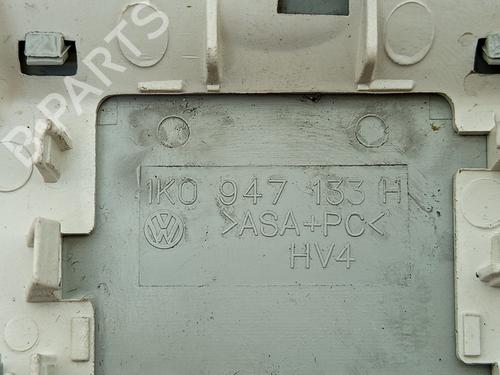 B-PARTS
1K0 947 133 H
>ASA+PC<
HV4